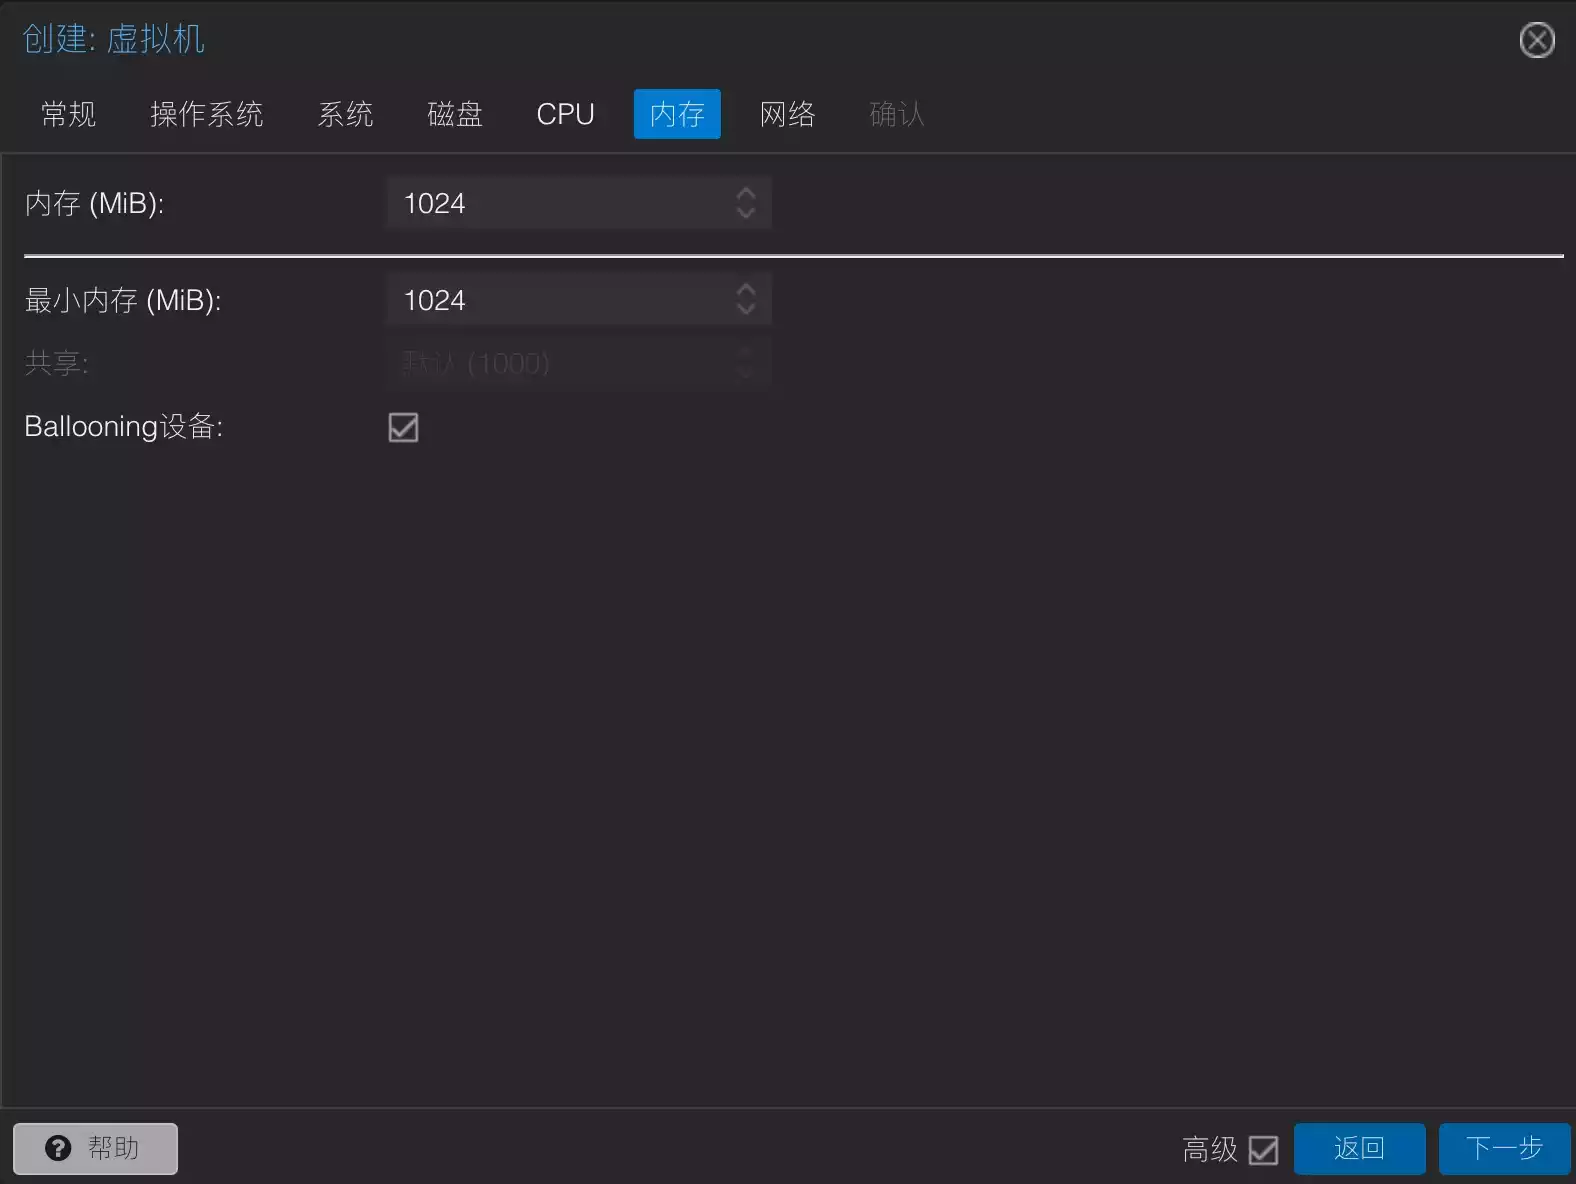 创建: 虚拟机
常规 操作系统 系统 磁盘 CPU 内存 网络 确认
内存 (MiB): 1024
最小内存 (MiB): 1024
共享: 默认 (1000)
Ballooning设备:
帮助 高级 返回 下一步